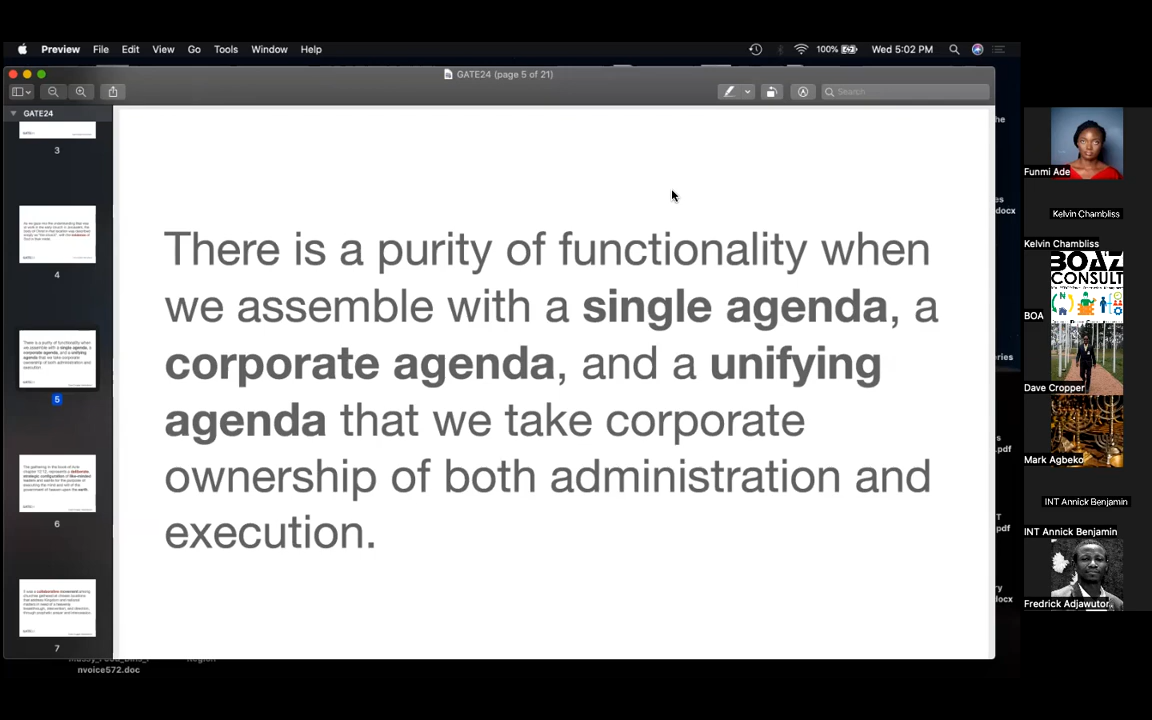 Preview File Edit View Go Tools Window Help
100% Wed 5:02 PM
GATE24 (page 5 of 21)
Search
GATE24
3
4
5
6
7
There is a purity of functionality when
we assemble with a single agenda, a
corporate agenda, and a unifying
agenda that we take corporate
ownership of both administration and
execution.
docx
.pdf
docx
nvoice572.doc
Funmi Ade
Kelvin Chambliss
Kelvin Chambliss
BOAZ
CONSULT
BOA
Dave Cropper
Mark Agbeko
INT Annick Benjamin
INT Annick Benjamin
Fredrick Adjawutor